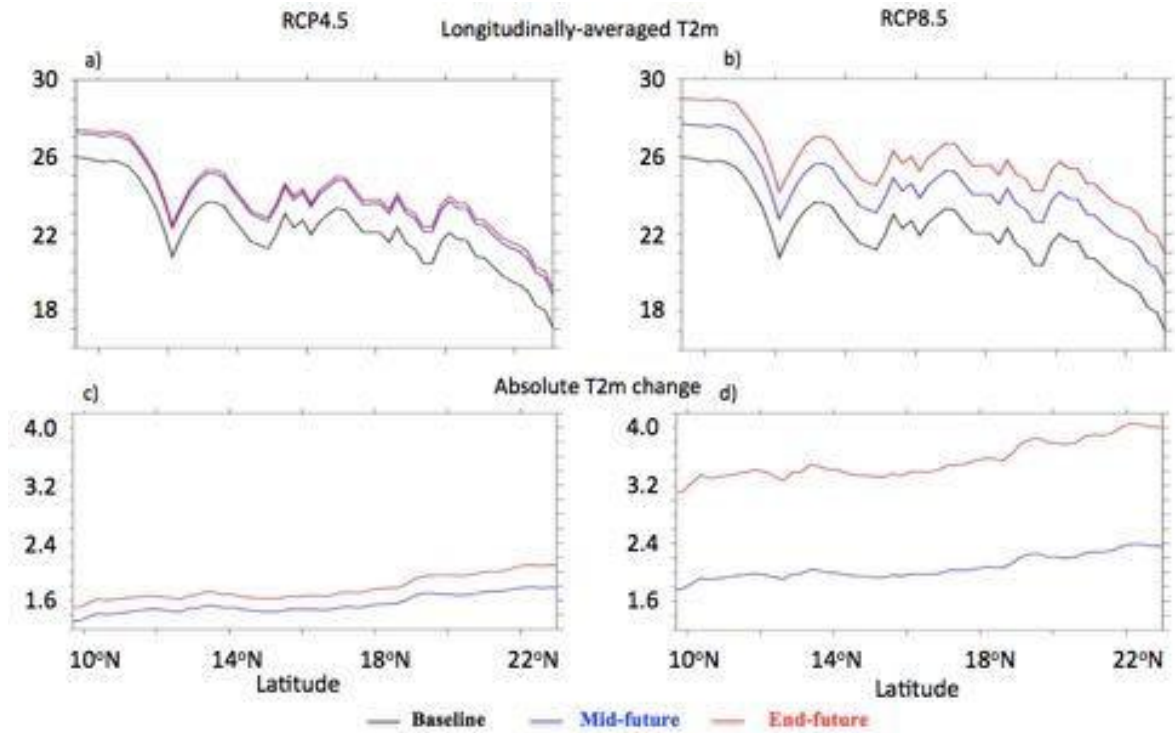 RCP4.5
RCP8.5
Longitudinally-averaged T2m
a)
b)
30
30
26
26
22
22
18
18
Absolute T2m change
c)
d)
4.0
4.0
3.2
3.2
2.4
2.4
1.6
1.6
10°N 14°N 18°N 22°N
10°N 14°N 18°N 22°N
Latitude
Latitude
Baseline Mid-future End-future